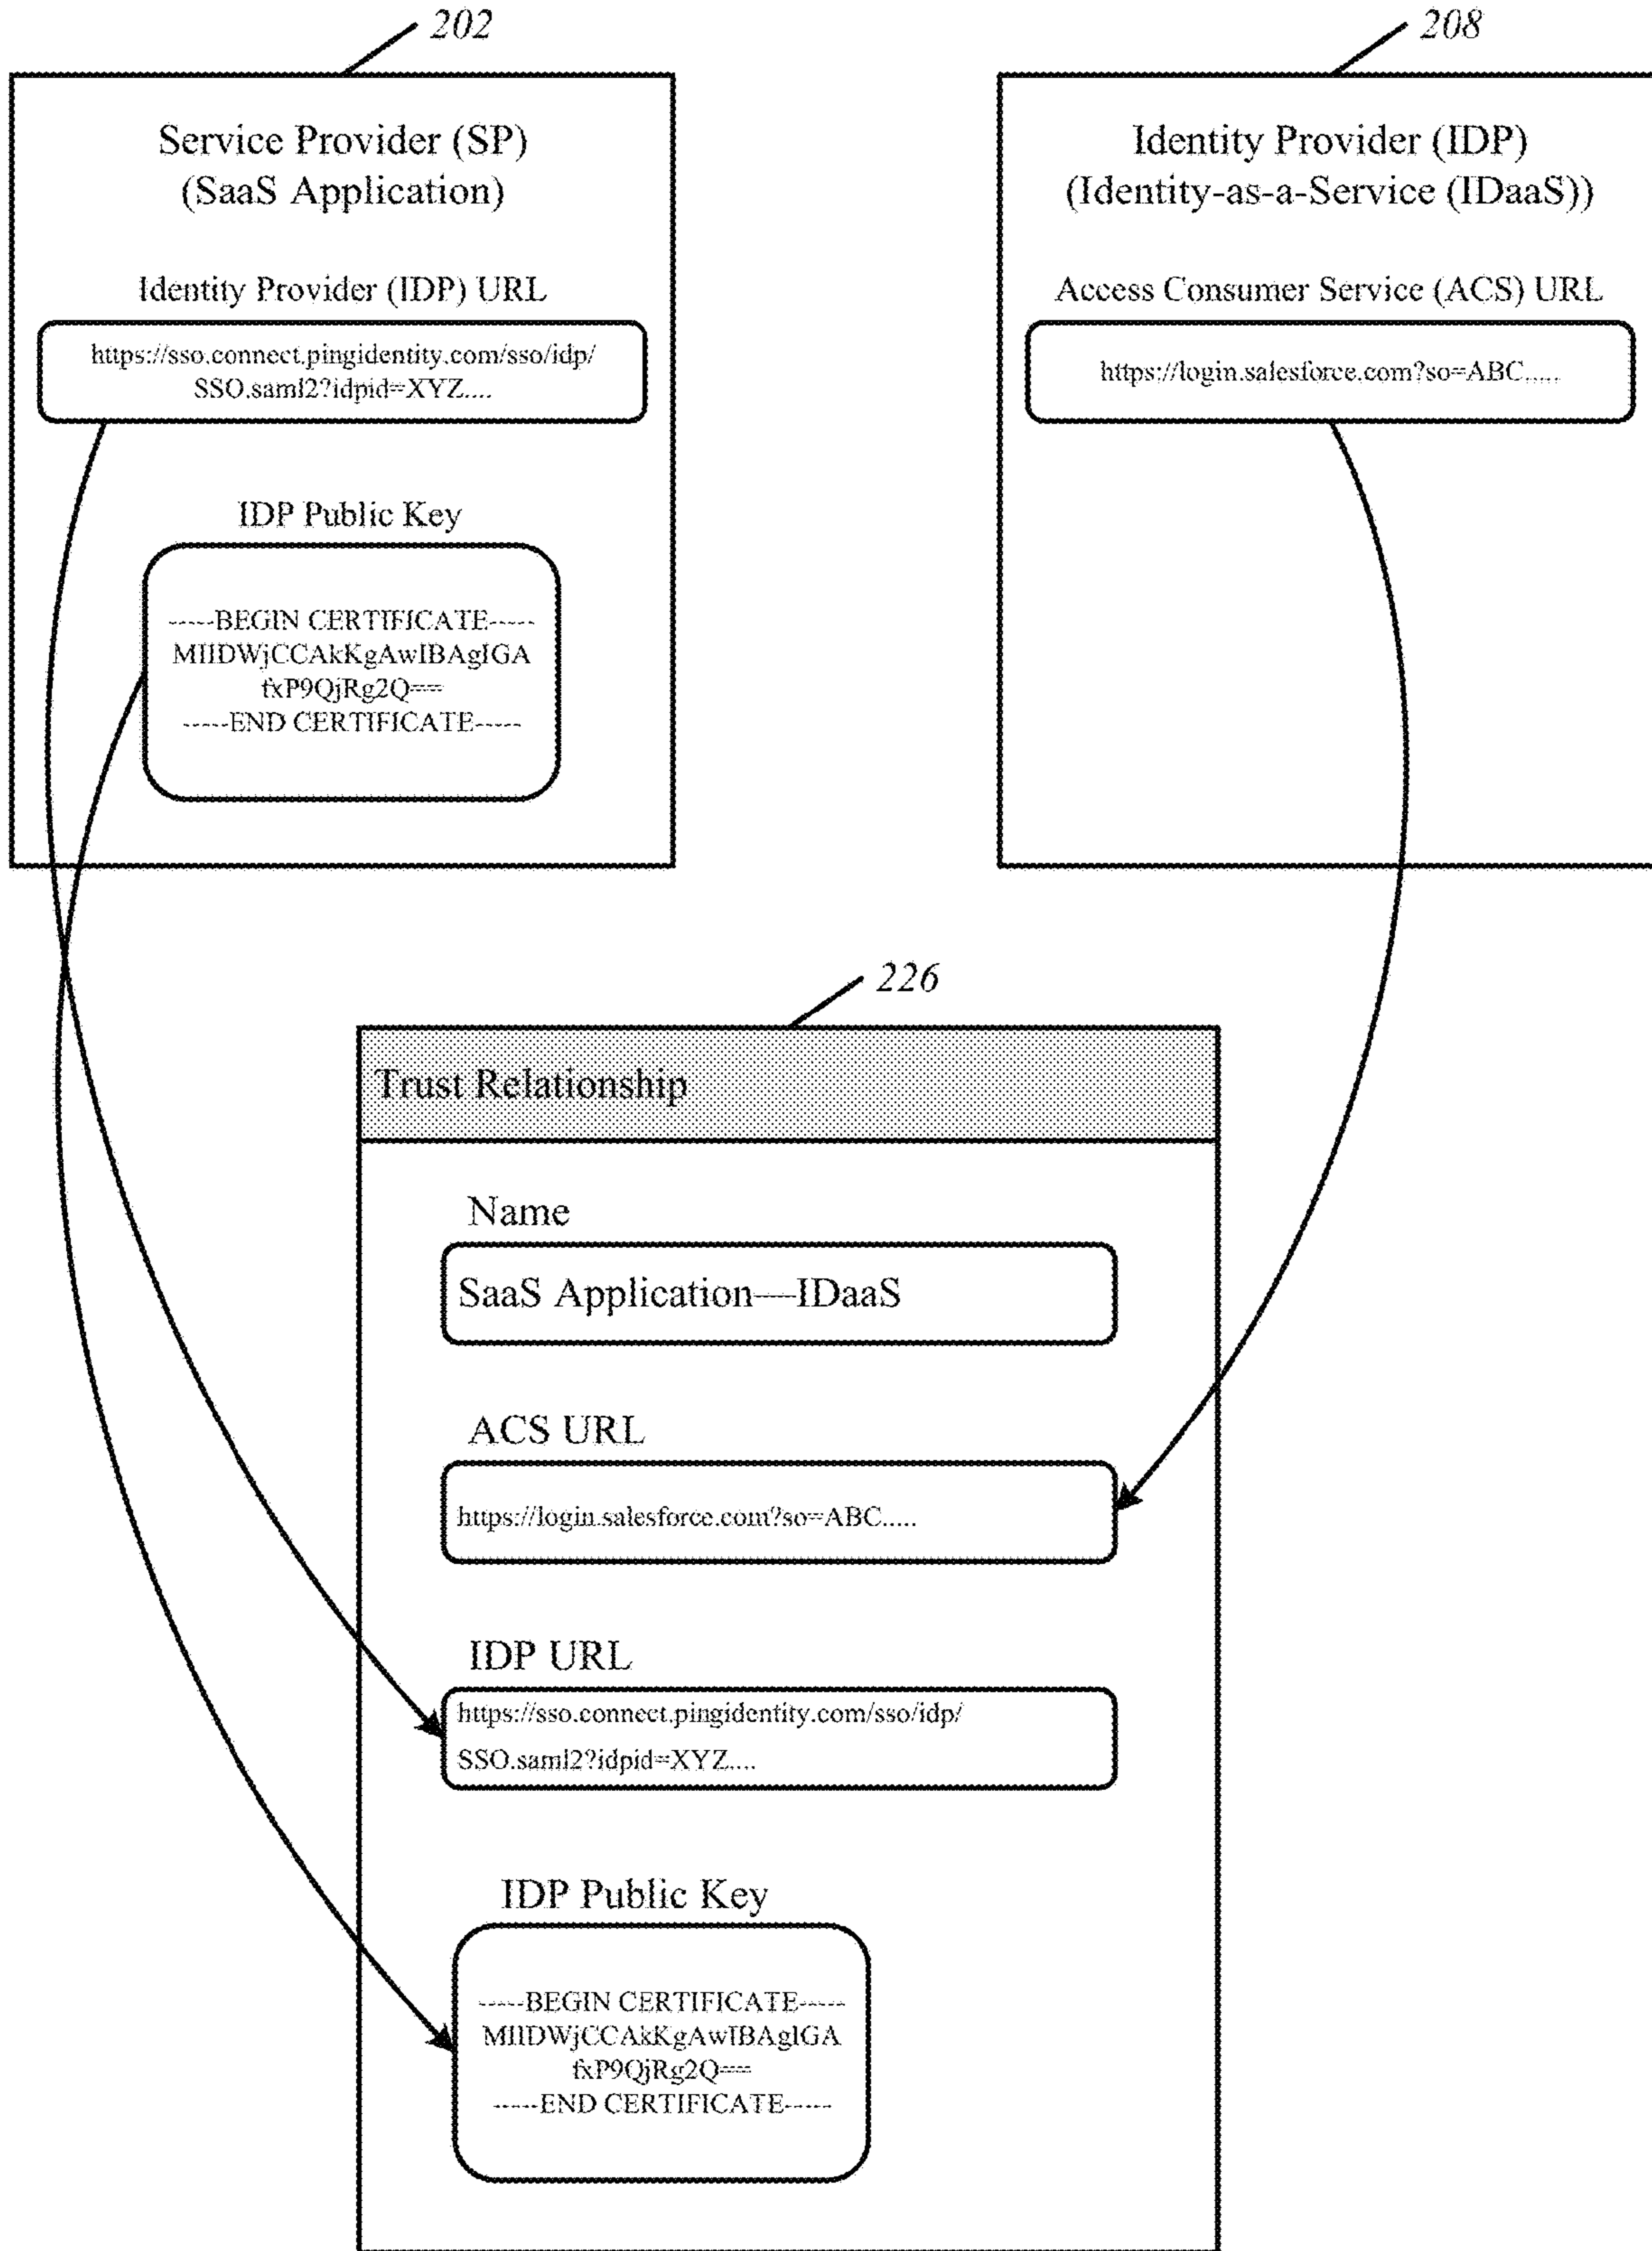 202
Service Provider (SP)
(SaaS Application)
Identity Provider (IDP) URL
https://sso.connect.pingidentity.com/sso/idp/
SSO.saml2?idpid=XYZ....
IDP Public Key
-----BEGIN CERTIFICATE-----
MIIDWjCCAkKgAwIBAgIGA
fxP9QjRg2Q==
-----END CERTIFICATE-----
208
Identity Provider (IDP)
(Identity-as-a-Service (IDaaS))
Access Consumer Service (ACS) URL
https://login.salesforce.com?so=ABC.....
226
Trust Relationship
Name
SaaS Application—IDaaS
ACS URL
https://login.salesforce.com?so=ABC.....
IDP URL
https://sso.connect.pingidentity.com/sso/idp/
SSO.saml2?idpid=XYZ....
IDP Public Key
-----BEGIN CERTIFICATE-----
MIIDWjCCAkKgAwIBAgIGA
fxP9QjRg2Q==
-----END CERTIFICATE-----